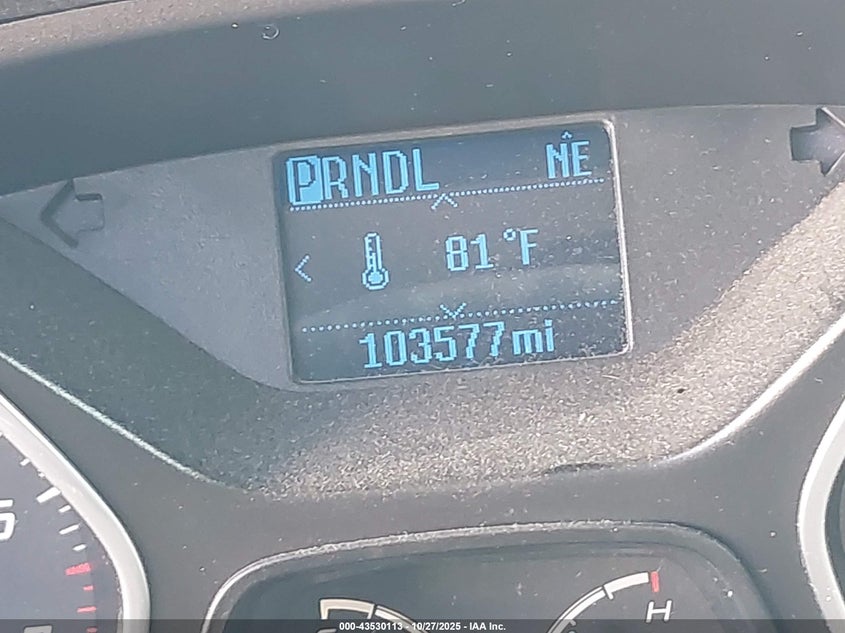 PRNDL NE
81°F
103577mi
H
000-43530113 - 10/27/2025 - IAA Inc.